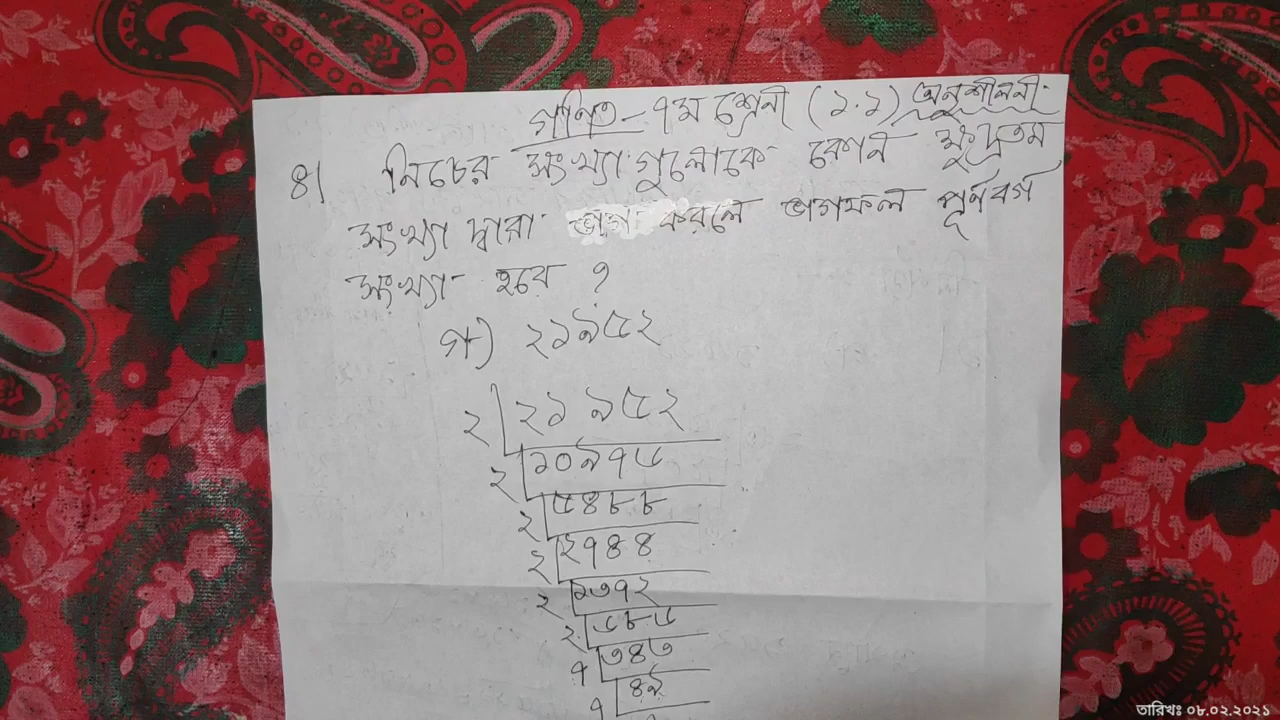 গণিত- ৭ম শ্রেনী (১.১) অনুশীলনী
৪। নিচের সংখ্যাগুলোকে কোন ক্ষুদ্রতম
সংখ্যা দ্বারা ভাগ করলে ভাগফল পূর্ণবর্গ
সংখ্যা হবে ?
গ) ২১৯৫২
২ ২১৯৫২
২ ১০৯৭৬
২ ৫৪৮৮
২ ২৭৪৪
২ ১৩৭২
২ ৬৮৬
৭ ৩৪৩
৭ ৪৯
তারিখঃ ০৮.০২.২০২১